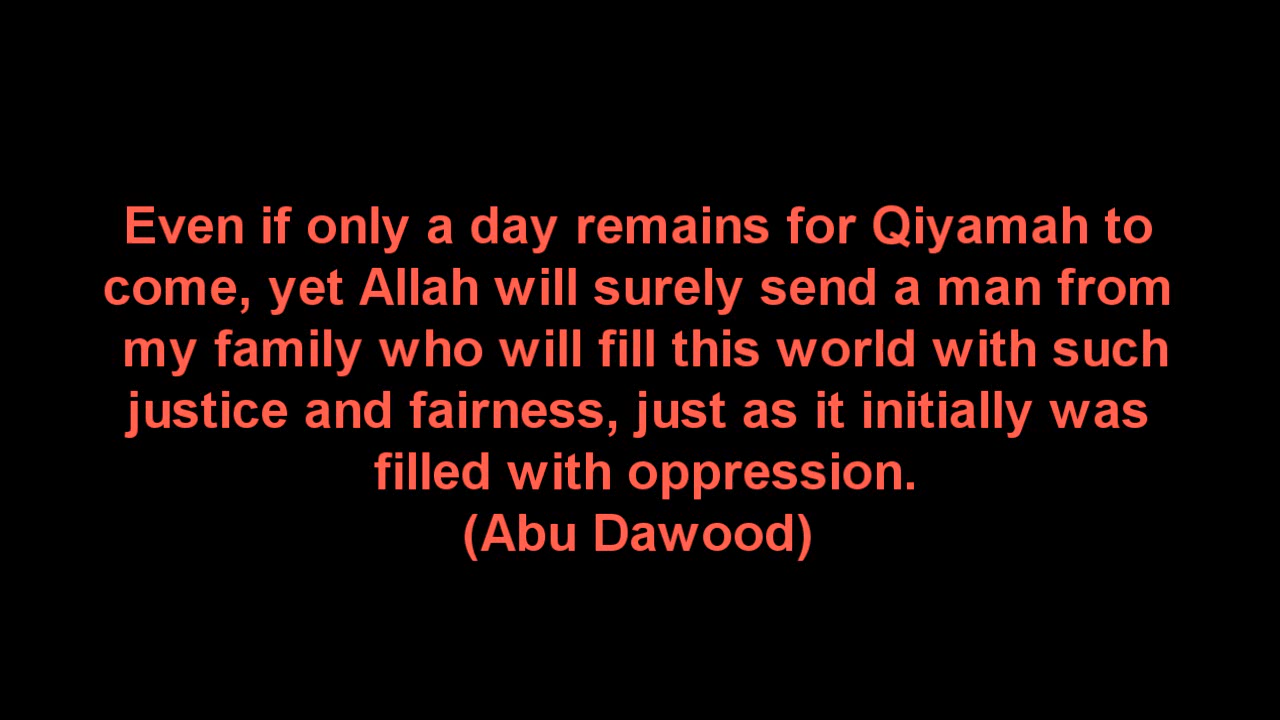 Even if only a day remains for Qiyamah to
come, yet Allah will surely send a man from
my family who will fill this world with such
justice and fairness, just as it initially was
filled with oppression.
(Abu Dawood)